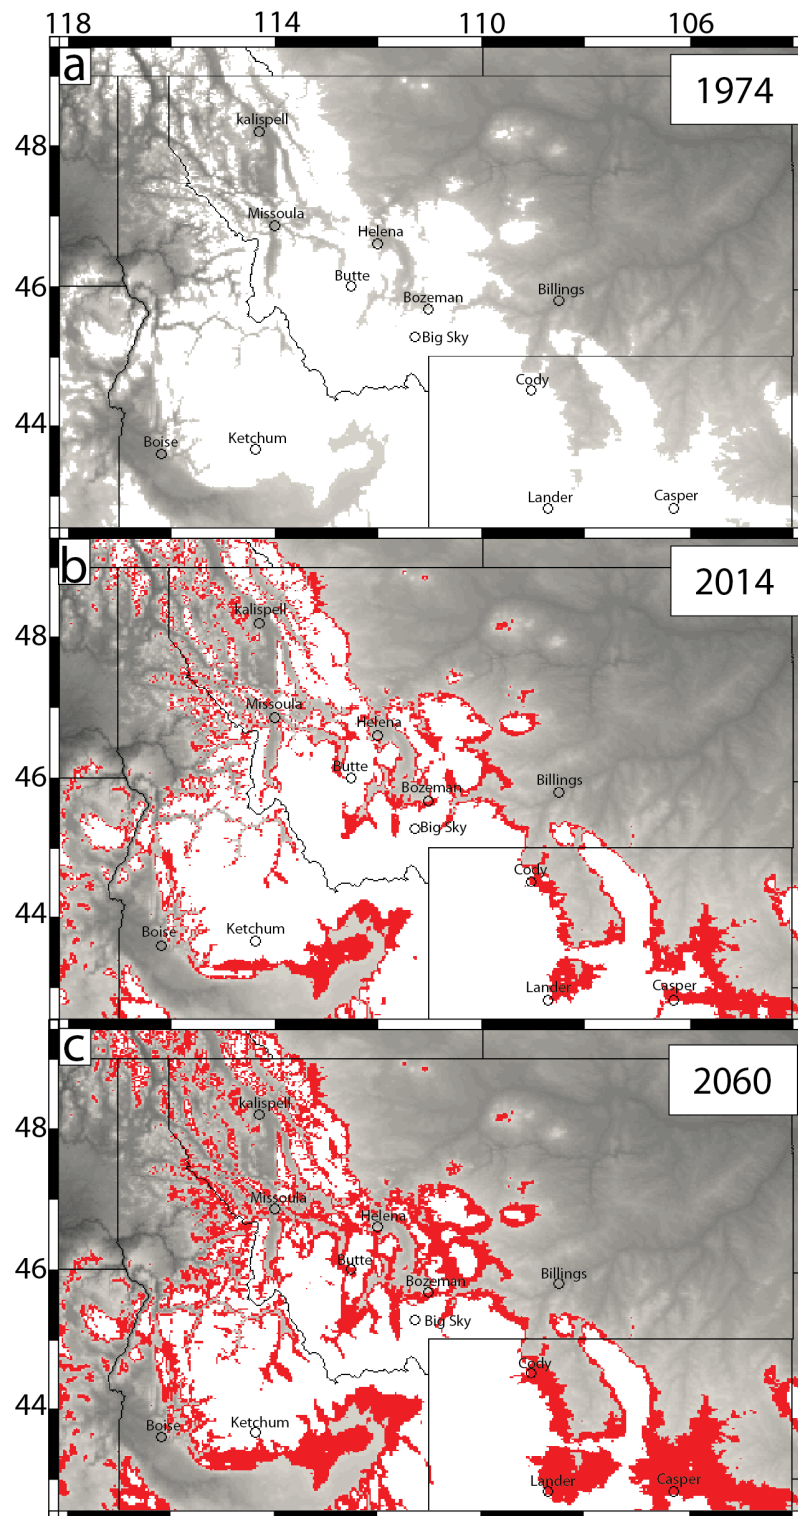 118 114 110 106
a
1974
kalispell
48
Missoula
Helena
Butte
46
Bozeman
Billings
Big Sky
Cody
44
Boise
Ketchum
Lander
Casper
b
2014
kalispell
48
Missoula
Helena
Butte
46
Billings
Bozeman
Big Sky
Cody
44
Boise
Ketchum
Lander
Casper
c
2060
kalispell
48
Missoula
Helena
Butte
46
Billings
Bozeman
Big Sky
Cody
44
Boise
Ketchum
Lander
Casper